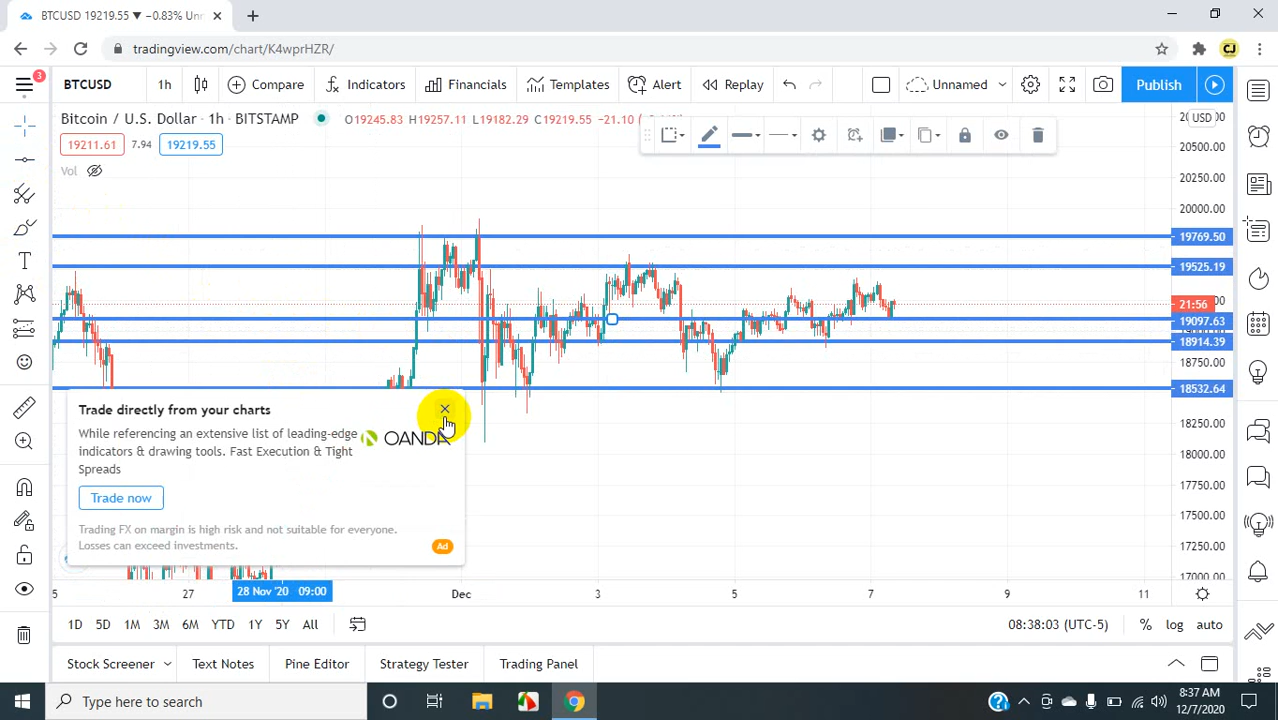 BTCUSD 19219.55 ▼ −0.83% Unn
tradingview.com/chart/K4wprHZR/
CJ
3
BTCUSD
1h
Compare
Indicators
Financials
Templates
Alert
Replay
Unnamed
Publish
Bitcoin / U.S. Dollar · 1h · BITSTAMP
O19245.83 H19257.11 L19182.29 C19219.55 −21.10
USD
19211.61
7.94
19219.55
Vol
20500.00
20250.00
20000.00
19769.50
19525.19
21:56
19097.63
18914.39
18750.00
18532.64
18250.00
18000.00
17750.00
17500.00
17250.00
17000.00
Trade directly from your charts
While referencing an extensive list of leading-edge
indicators & drawing tools. Fast Execution & Tight
Spreads
OANDA
Trade now
Trading FX on margin is high risk and not suitable for everyone.
Losses can exceed investments.
Ad
5
27
28 Nov '20 09:00
Dec
3
5
7
9
11
1D
5D
1M
3M
6M
YTD
1Y
5Y
All
08:38:03 (UTC-5)
%
log
auto
Stock Screener
Text Notes
Pine Editor
Strategy Tester
Trading Panel
Type here to search
8:37 AM
12/7/2020